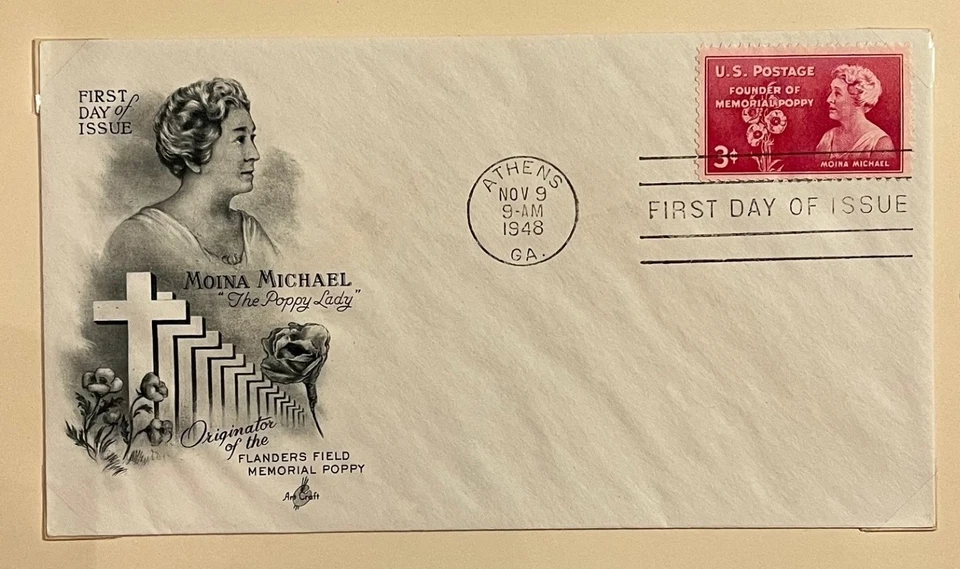 FIRST
DAY of
ISSUE
MOINA MICHAEL
"The Poppy Lady"
Originator
of the
FLANDERS FIELD
MEMORIAL POPPY
Art Craft
ATHENS
NOV 9
9-AM
1948
GA.
U.S. POSTAGE
FOUNDER OF
MEMORIAL POPPY
3¢
MOINA MICHAEL
FIRST DAY OF ISSUE